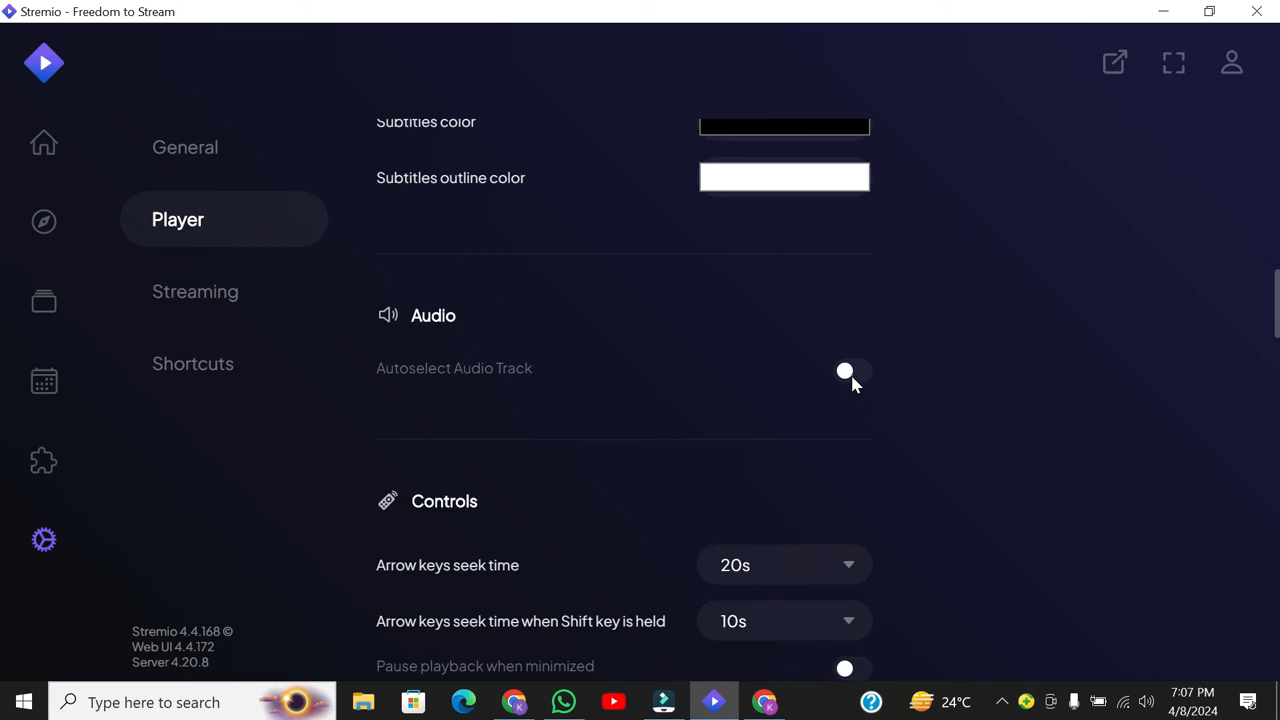 Stremio - Freedom to Stream
General
Player
Streaming
Shortcuts
Subtitles color
Subtitles outline color
Audio
Autoselect Audio Track
Controls
Arrow keys seek time
20s
Arrow keys seek time when Shift key is held
10s
Pause playback when minimized
Stremio 4.4.168 ©
Web UI 4.4.172
Server 4.20.8
Type here to search
24°C
7:07 PM
4/8/2024